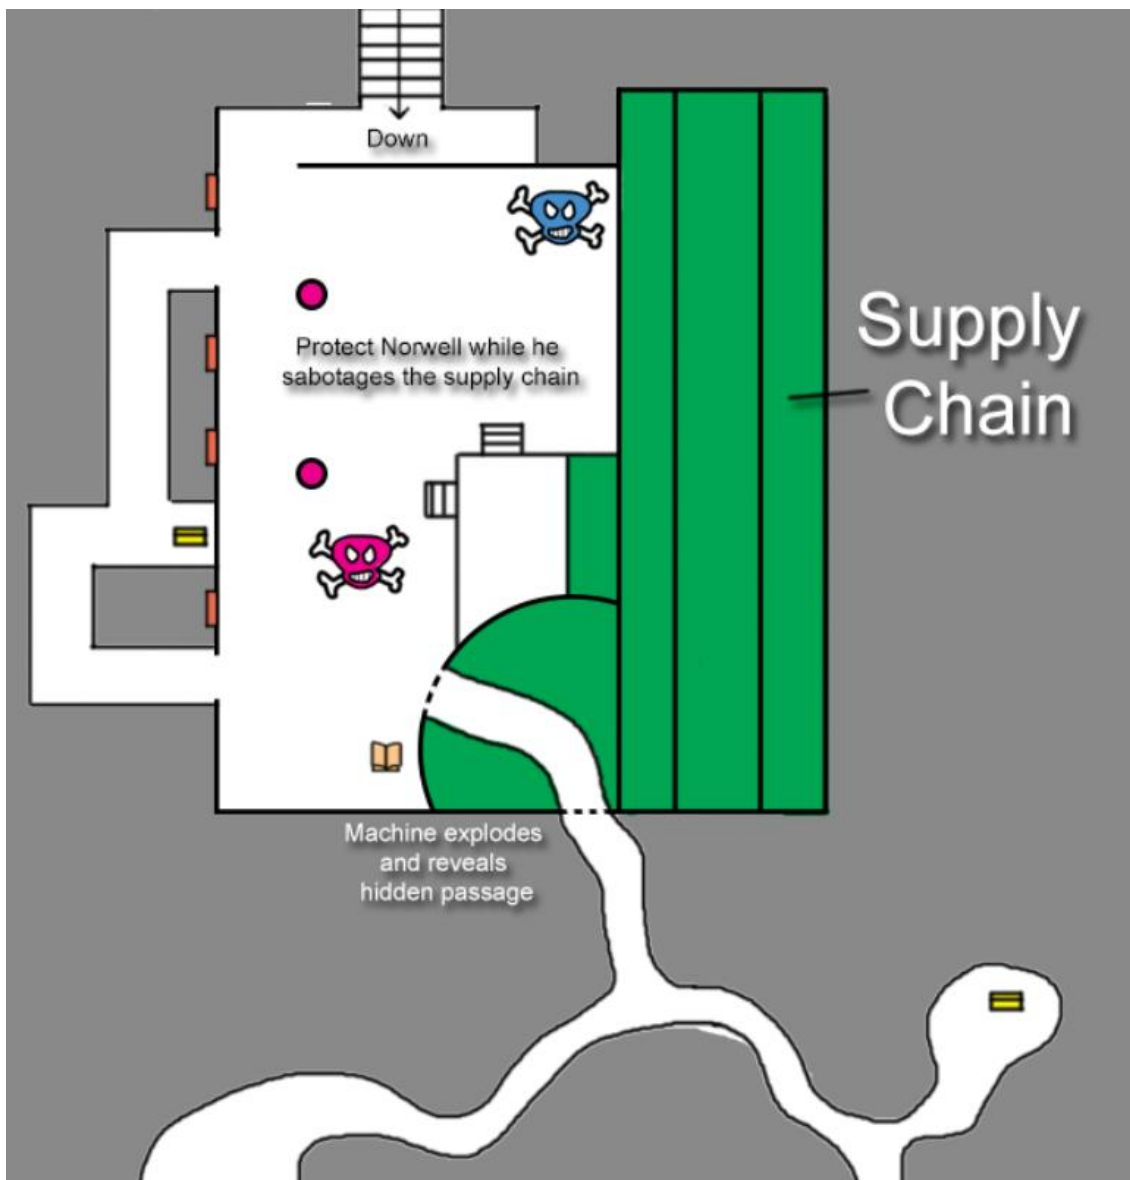 Down
Protect Norwell while he
sabotages the supply chain
Supply
Chain
Machine explodes
and reveals
hidden passage